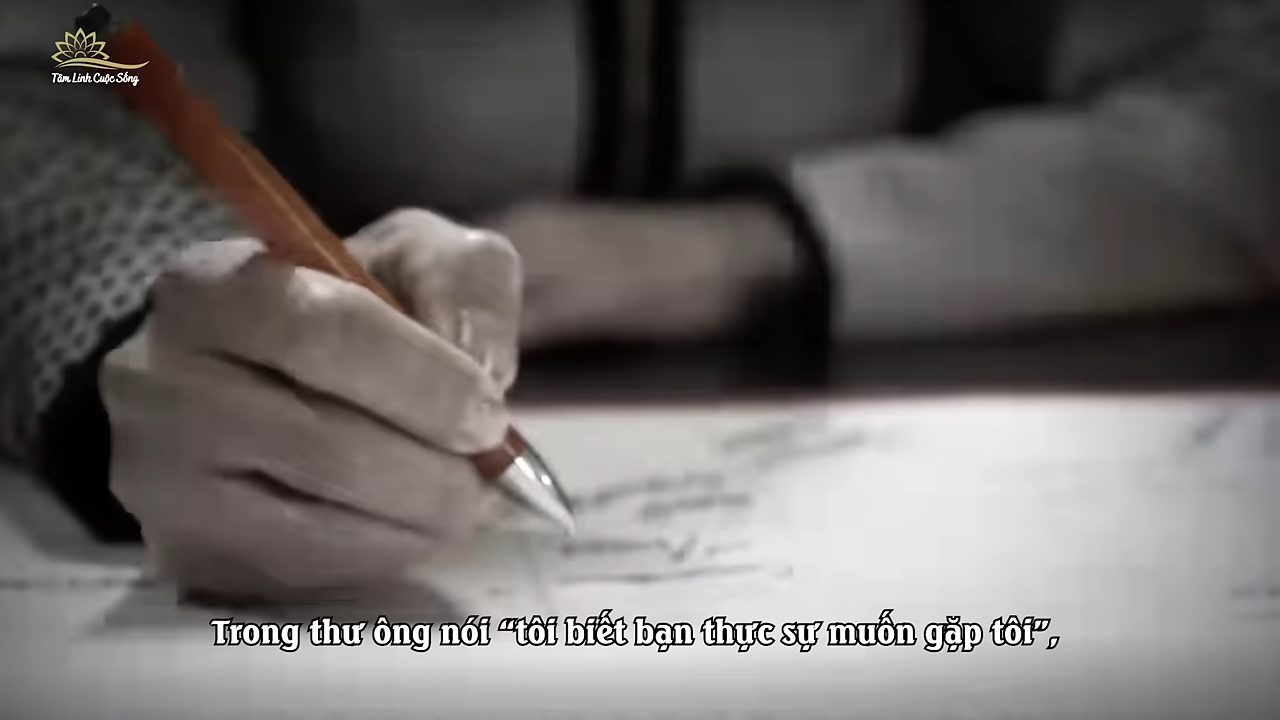 Tâm Linh Cuộc Sống
Trong thư ông nói “tôi biết bạn thực sự muốn gặp tôi”,